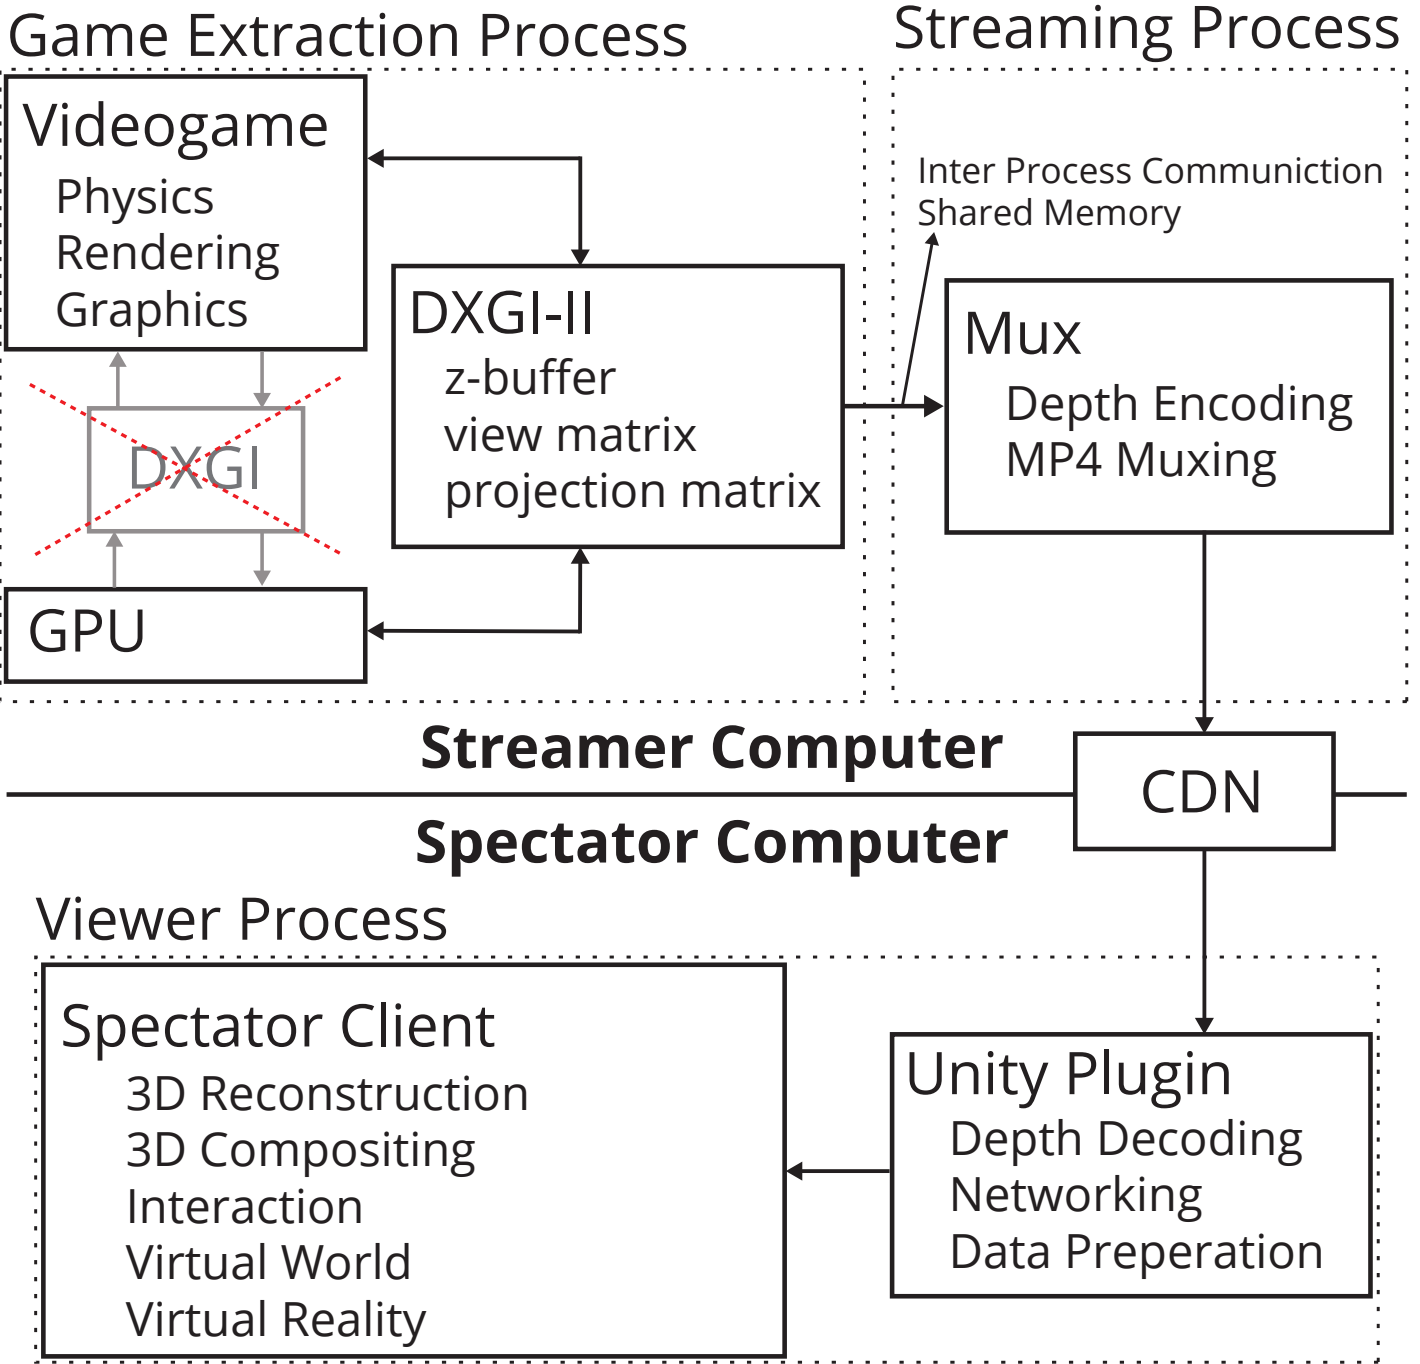 Game Extraction Process
Streaming Process
Videogame
Physics
Rendering
Graphics
DXGI
GPU
DXGI-II
z-buffer
view matrix
projection matrix
Inter Process Communiction
Shared Memory
Mux
Depth Encoding
MP4 Muxing
Streamer Computer
CDN
Spectator Computer
Viewer Process
Spectator Client
3D Reconstruction
3D Compositing
Interaction
Virtual World
Virtual Reality
Unity Plugin
Depth Decoding
Networking
Data Preperation